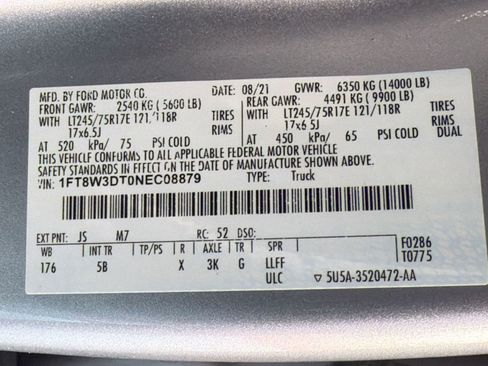 MFD. BY FORD MOTOR CO.
08/21 GVWR: 6350 KG (14000 LB)
FRONT GAWR: 2540 KG (5600 LB)
REAR GAWR: 4491 KG (9900 LB)
WITH LT245/75R17E 121/118R TIRES
WITH LT245/75R17E 121/118R TIRES
17x6.5J RIMS
17x6.5J RIMS
AT 520 kPa/ 75 PSI COLD
AT 450 kPa/ 65 PSI COLD DUAL
THIS VEHICLE CONFORMS TO ALL APPLICABLE FEDERAL MOTOR VEHICLE
SAFETY STANDARDS IN EFFECT ON THE DATE OF MANUFACTURE SHOWN ABOVE.
VIN: 1FT8W3DT0NEC08879 TYPE: Truck
EXT PNT: JS M7 RC: 52 DSO:
WB INT TR TP/PS R AXLE TR SPR
176 5B X 3K G LLFF
ULC
F0286
T0775
▽ 5U5A-3520472-AA